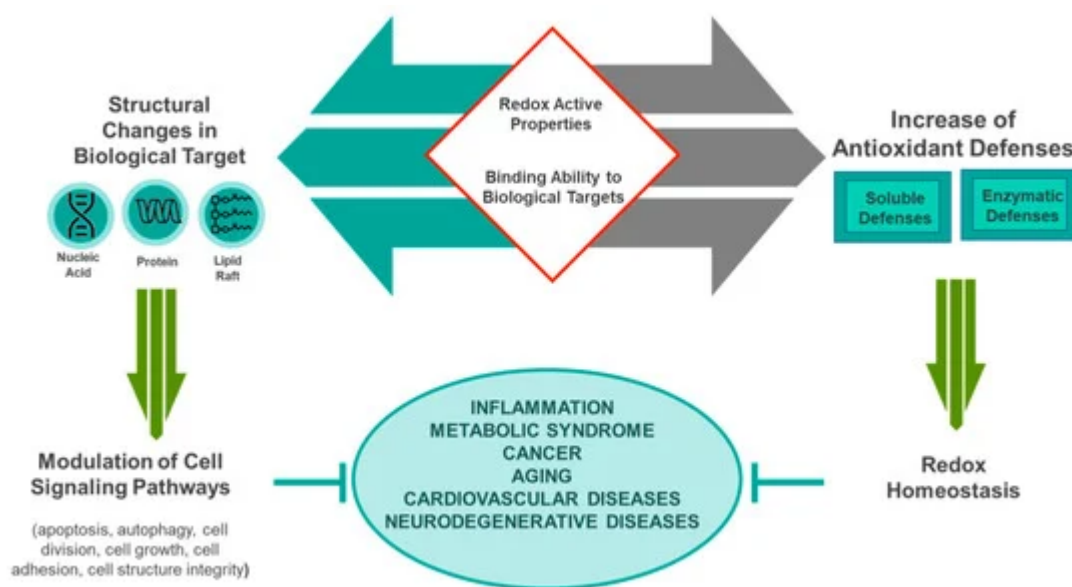 Redox Active
Properties
Binding Ability to
Biological Targets
Structural
Changes in
Biological Target
Nucleic
Acid
Protein
Lipid
Raft
Increase of
Antioxidant Defenses
Soluble
Defenses
Enzymatic
Defenses
Modulation of Cell
Signaling Pathways
(apoptosis, autophagy, cell
division, cell growth, cell
adhesion, cell structure integrity)
INFLAMMATION
METABOLIC SYNDROME
CANCER
AGING
CARDIOVASCULAR DISEASES
NEURODEGENERATIVE DISEASES
Redox
Homeostasis